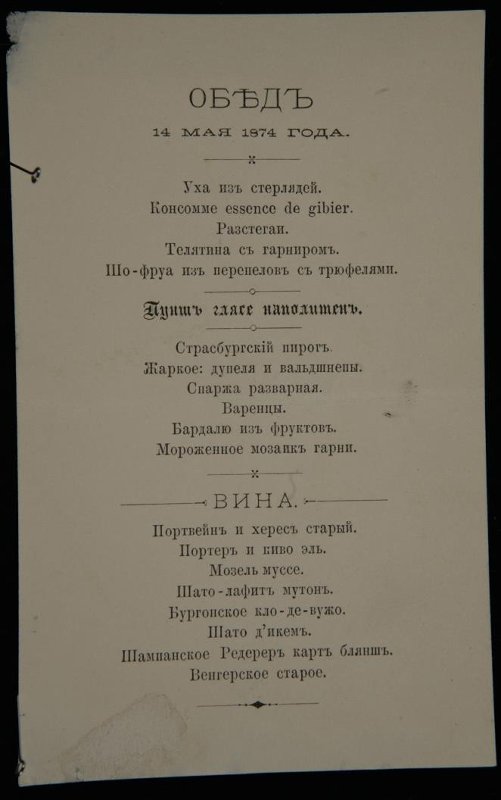 ОБѢДЪ
14 МАЯ 1874 ГОДА.
Уха изъ стерлядей.
Консомме essence de gibier.
Разстегаи.
Телятина съ гарниромъ.
Шо-фруа изъ перепеловъ съ трюфелями.
Пуншъ глясе наполитенъ.
Страсбургскій пирогъ
Жаркое: дупеля и вальдшнепы.
Спаржа разварная.
Варенцы.
Бардалю изъ фруктовъ.
Мороженное мозаикъ гарни.
ВИНА.
Портвейнъ и хересъ старый.
Портеръ и пиво эль.
Мозель муссе.
Шато-лафитъ мутонъ.
Бургонское кло-де-вужо.
Шато д'икемъ.
Шампанское Редереръ картъ бляншъ.
Венгерское старое.